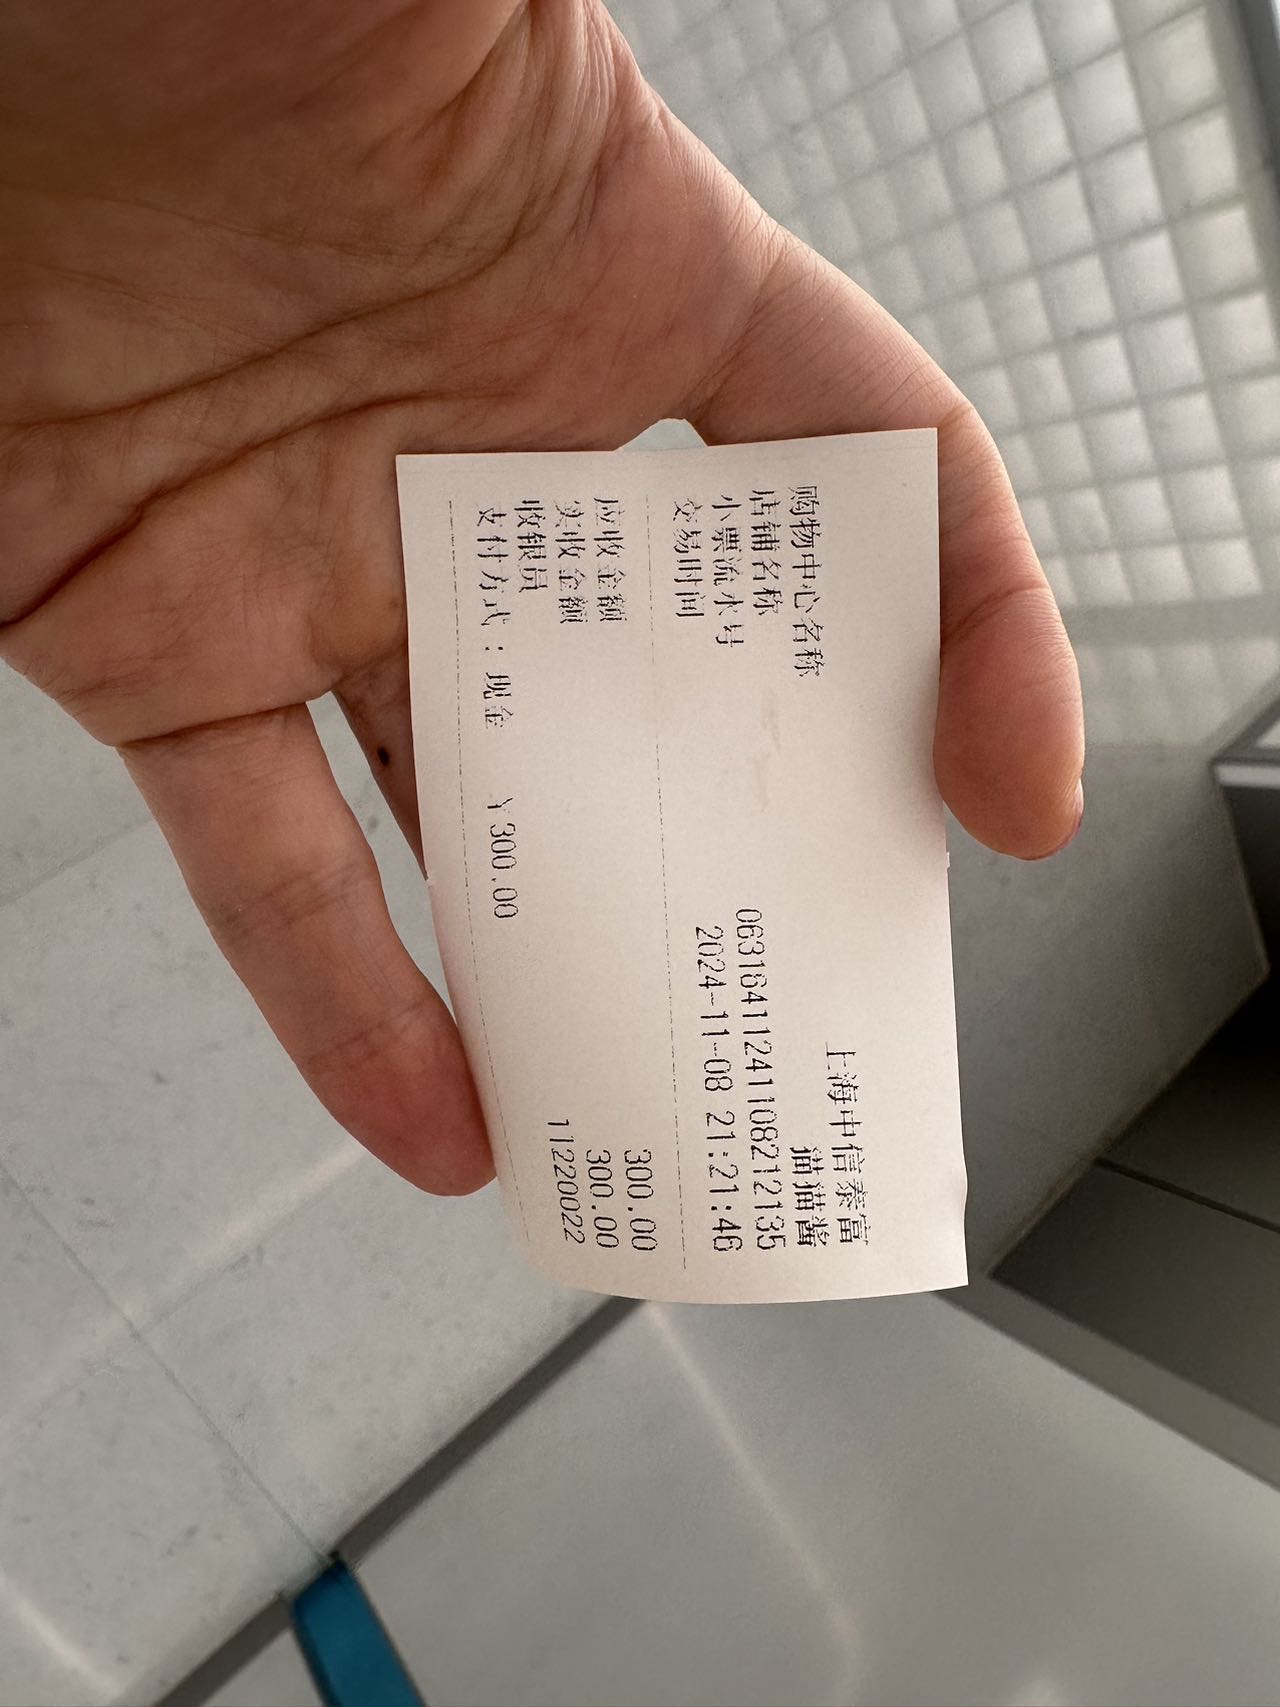 购物中心名称 上海中信泰富
店铺名称 猫猫酱
小票流水号 0631641124110821​2135
交易时间 2024-11-08 21:21:46
应收金额 300.00
实收金额 300.00
收银员 11220022
支付方式：现金 ¥300.00